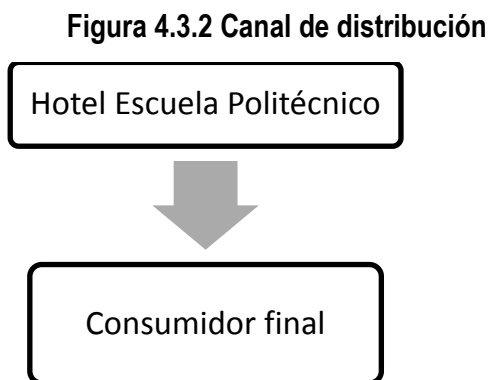 Figura 4.3.2 Canal de distribución
Hotel Escuela Politécnico
Consumidor final